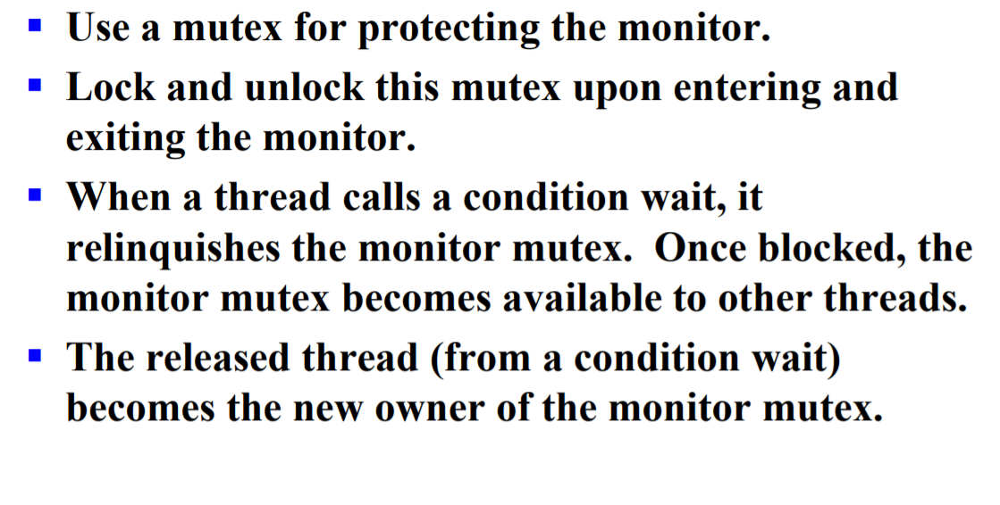 ▪ Use a mutex for protecting the monitor.
▪ Lock and unlock this mutex upon entering and
exiting the monitor.
▪ When a thread calls a condition wait, it
relinquishes the monitor mutex.  Once blocked, the
monitor mutex becomes available to other threads.
▪ The released thread (from a condition wait)
becomes the new owner of the monitor mutex.